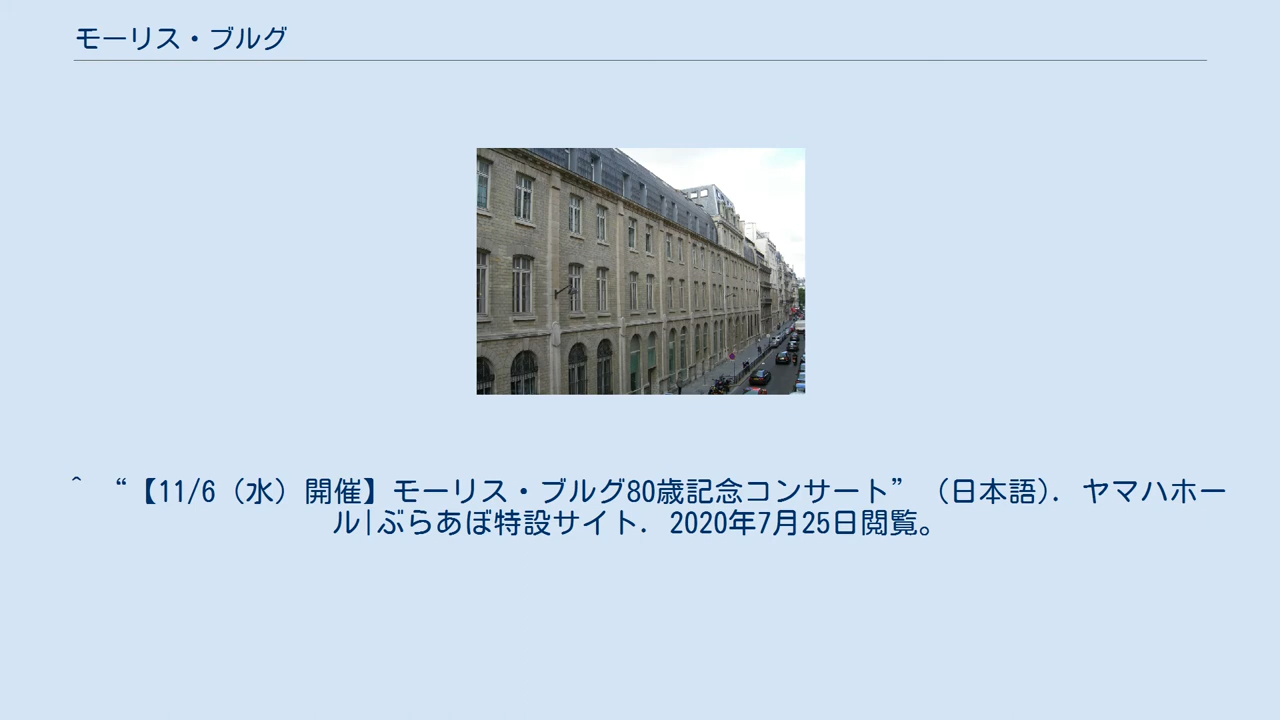 モーリス・ブルグ
^ “【11/6（水）開催】モーリス・ブルグ80歳記念コンサート” （日本語）. ヤマハホー
ル|ぶらあぼ特設サイト. 2020年7月25日閲覧。